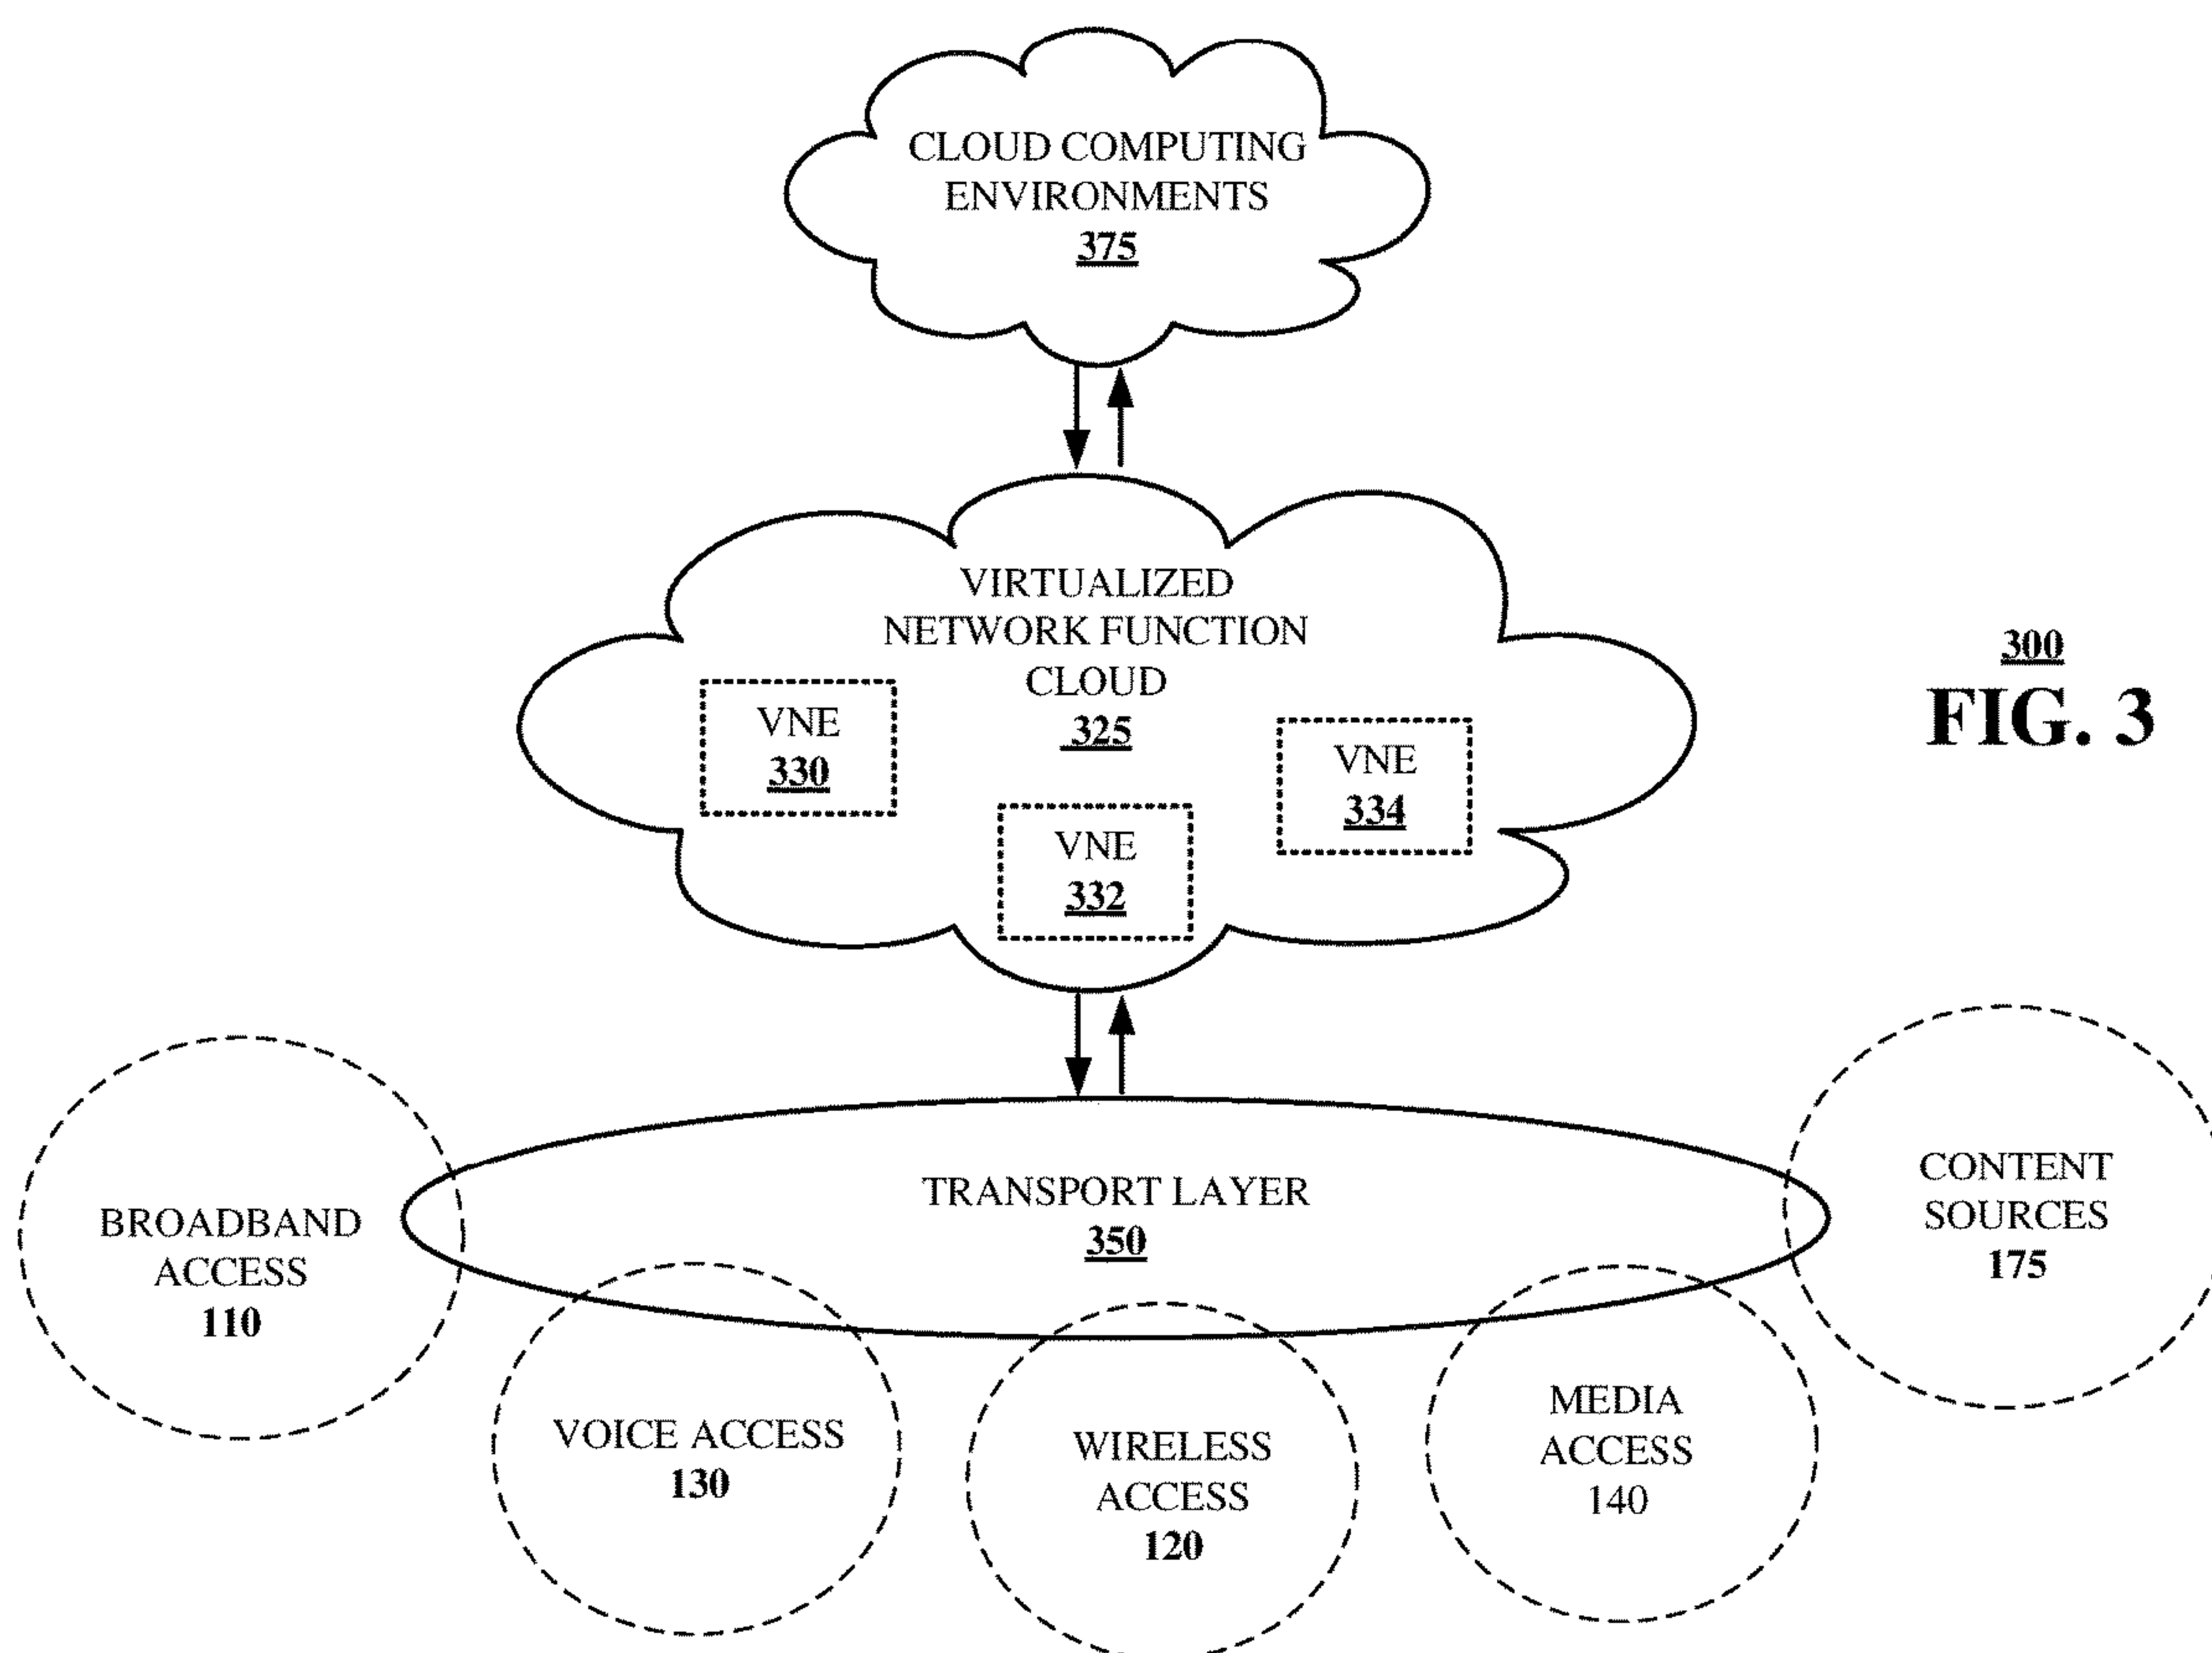 CLOUD COMPUTING
ENVIRONMENTS
375
VIRTUALIZED
NETWORK FUNCTION
CLOUD
325
VNE
330
VNE
332
VNE
334
300
FIG. 3
TRANSPORT LAYER
350
BROADBAND
ACCESS
110
VOICE ACCESS
130
WIRELESS
ACCESS
120
MEDIA
ACCESS
140
CONTENT
SOURCES
175